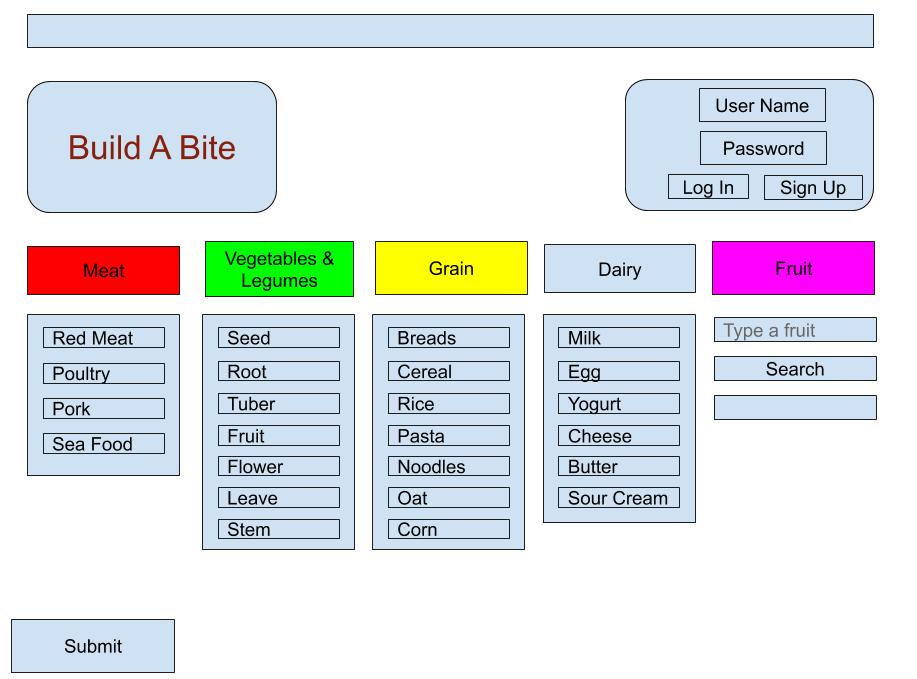 Build A Bite
User Name
Password
Log In
Sign Up
Meat
Vegetables &
Legumes
Grain
Dairy
Fruit
Red Meat
Poultry
Pork
Sea Food
Seed
Root
Tuber
Fruit
Flower
Leave
Stem
Breads
Cereal
Rice
Pasta
Noodles
Oat
Corn
Milk
Egg
Yogurt
Cheese
Butter
Sour Cream
Type a fruit
Search
Submit